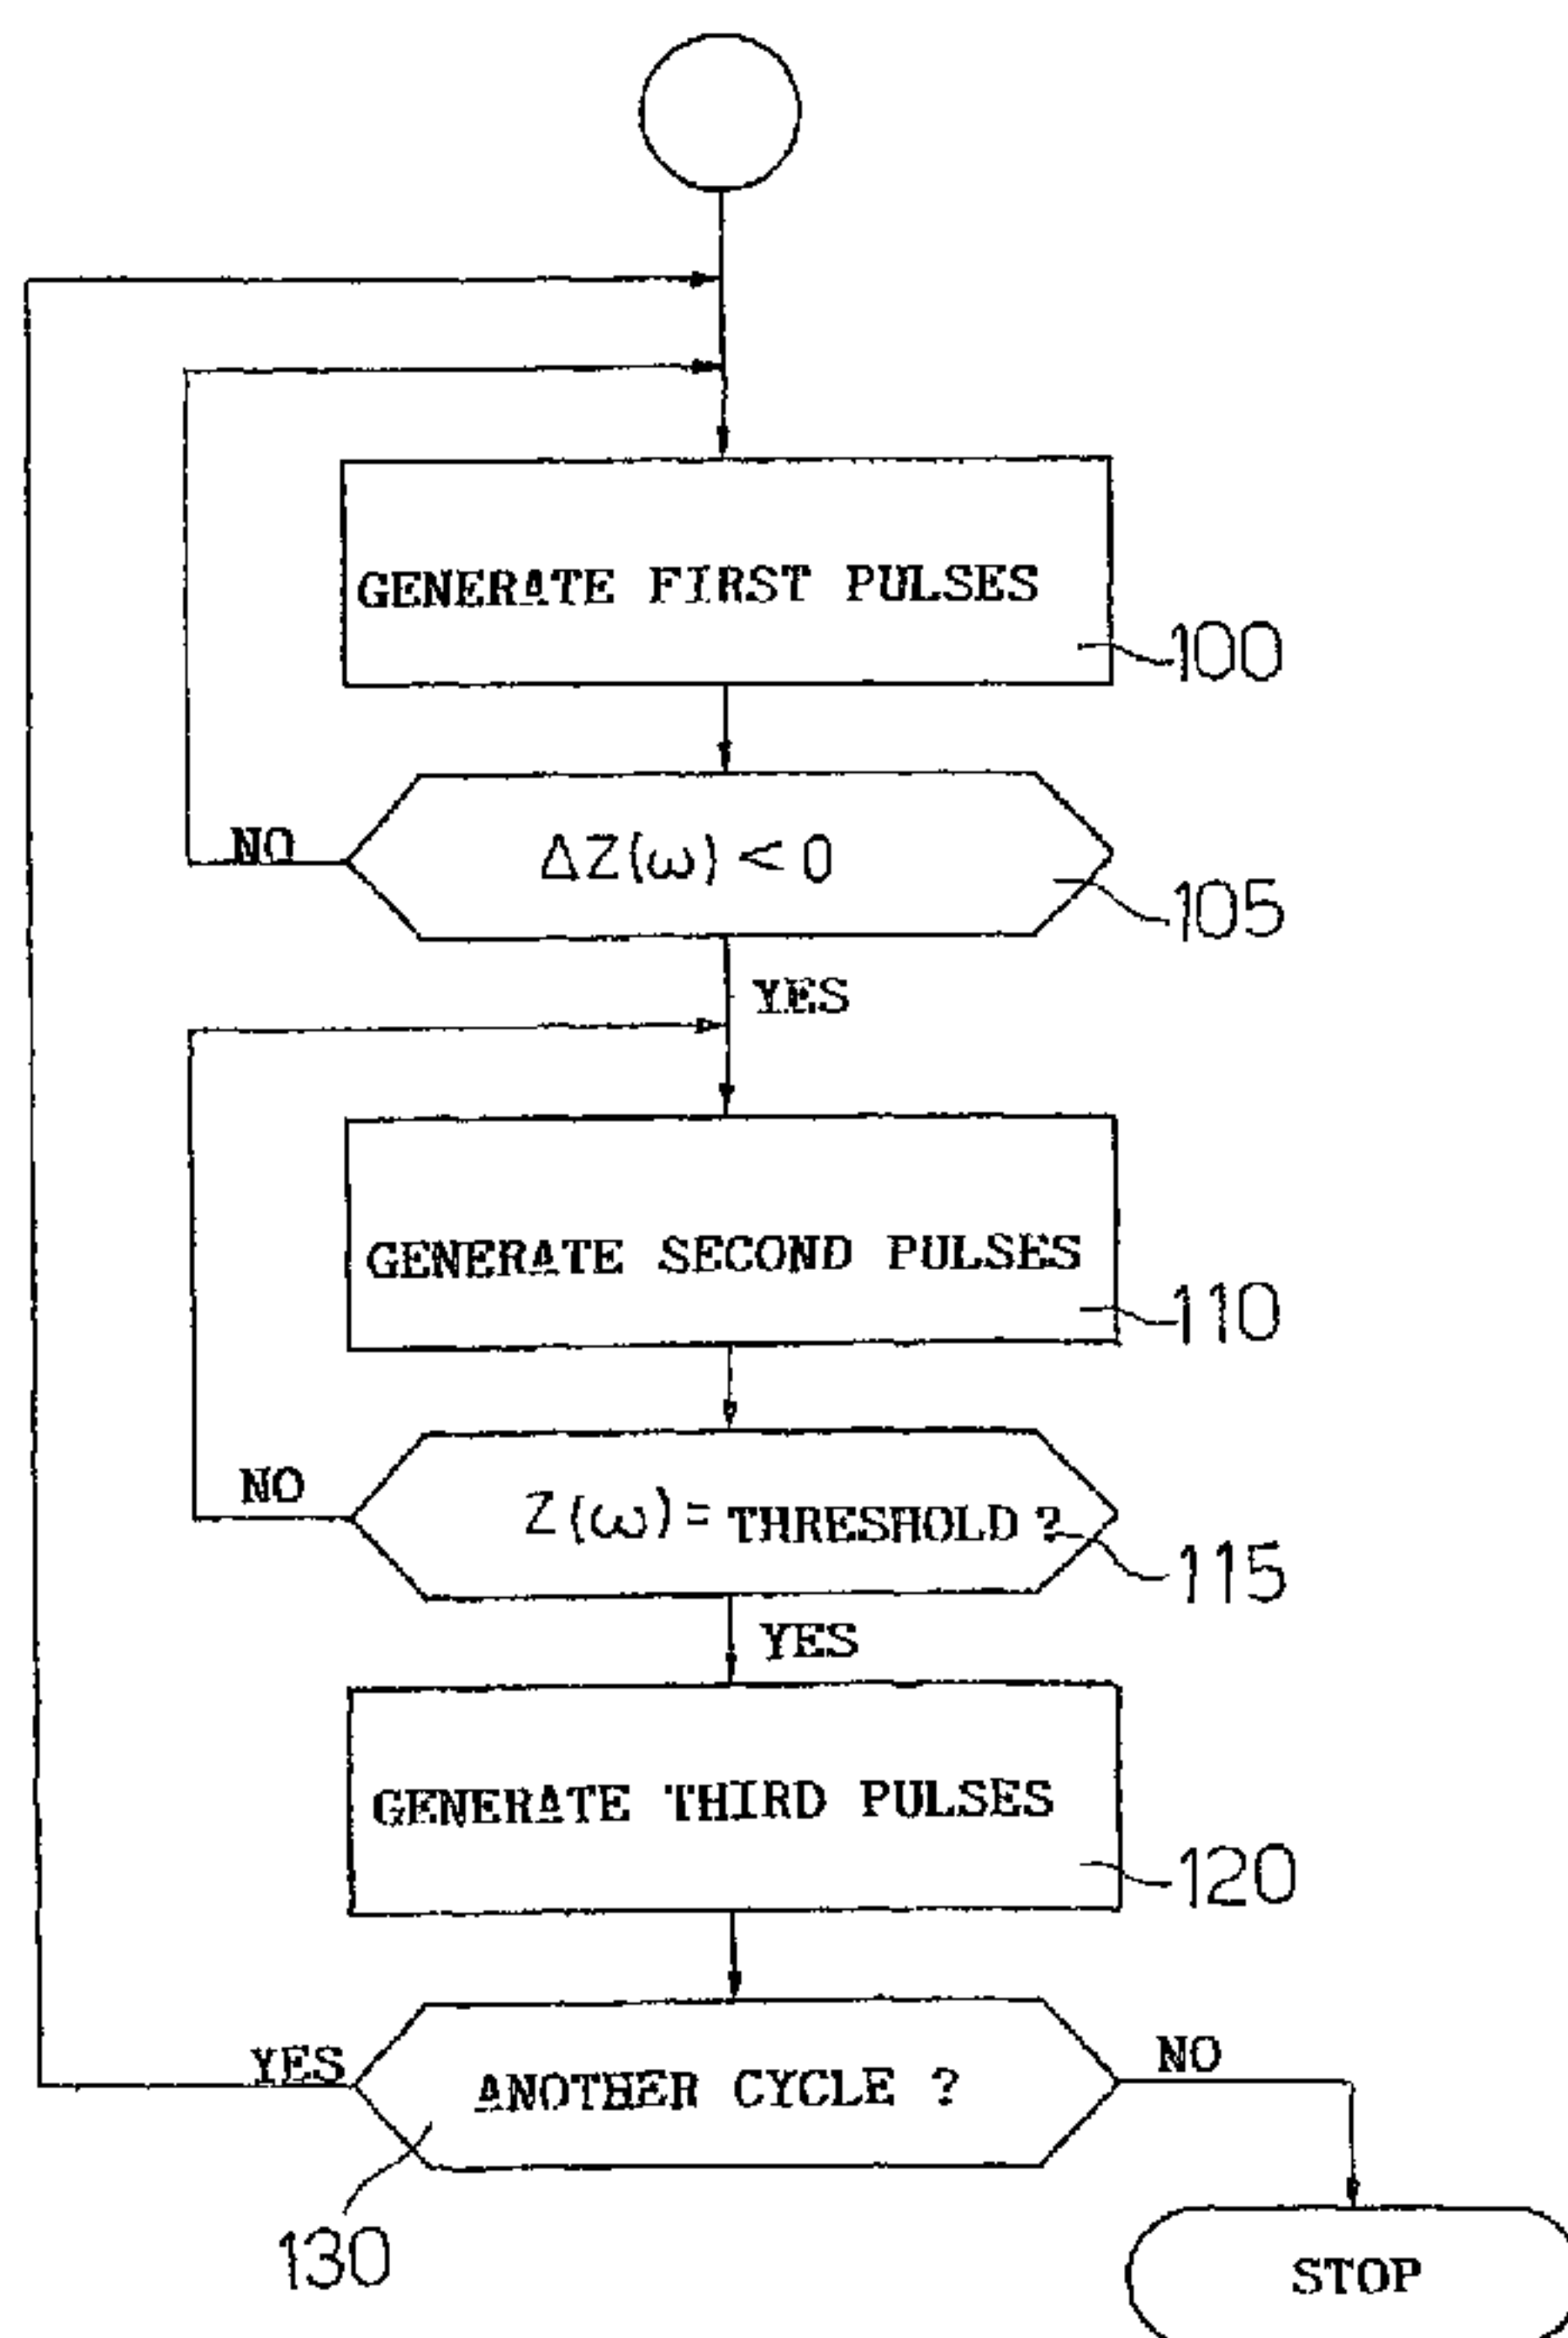 GENERATE FIRST PULSES
100
NO
ΔZ(ω) < 0
105
YES
GENERATE SECOND PULSES
110
NO
Z(ω) = THRESHOLD ?
115
YES
GENERATE THIRD PULSES
120
YES
ANOTHER CYCLE ?
NO
130
STOP